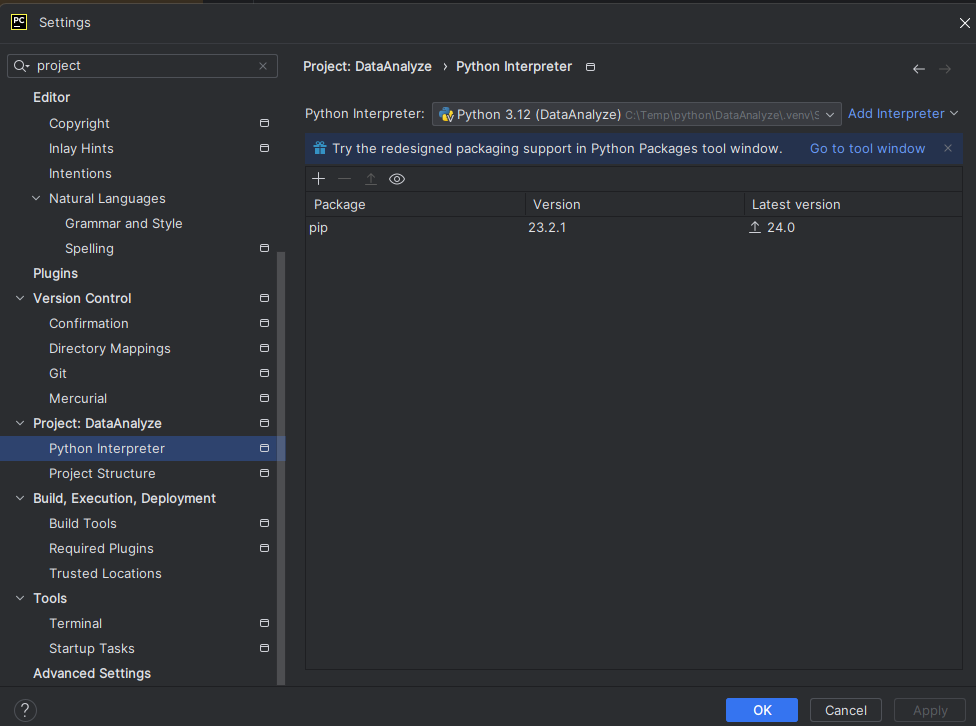 PC Settings
project
Editor
Copyright
Inlay Hints
Intentions
Natural Languages
Grammar and Style
Spelling
Plugins
Version Control
Confirmation
Directory Mappings
Git
Mercurial
Project: DataAnalyze
Python Interpreter
Project Structure
Build, Execution, Deployment
Build Tools
Required Plugins
Trusted Locations
Tools
Terminal
Startup Tasks
Advanced Settings
Project: DataAnalyze › Python Interpreter
Python Interpreter: Python 3.12 (DataAnalyze) C:\Temp\python\DataAnalyze\.venv\S Add Interpreter
Try the redesigned packaging support in Python Packages tool window. Go to tool window
Package Version Latest version
pip 23.2.1 24.0
? OK Cancel Apply